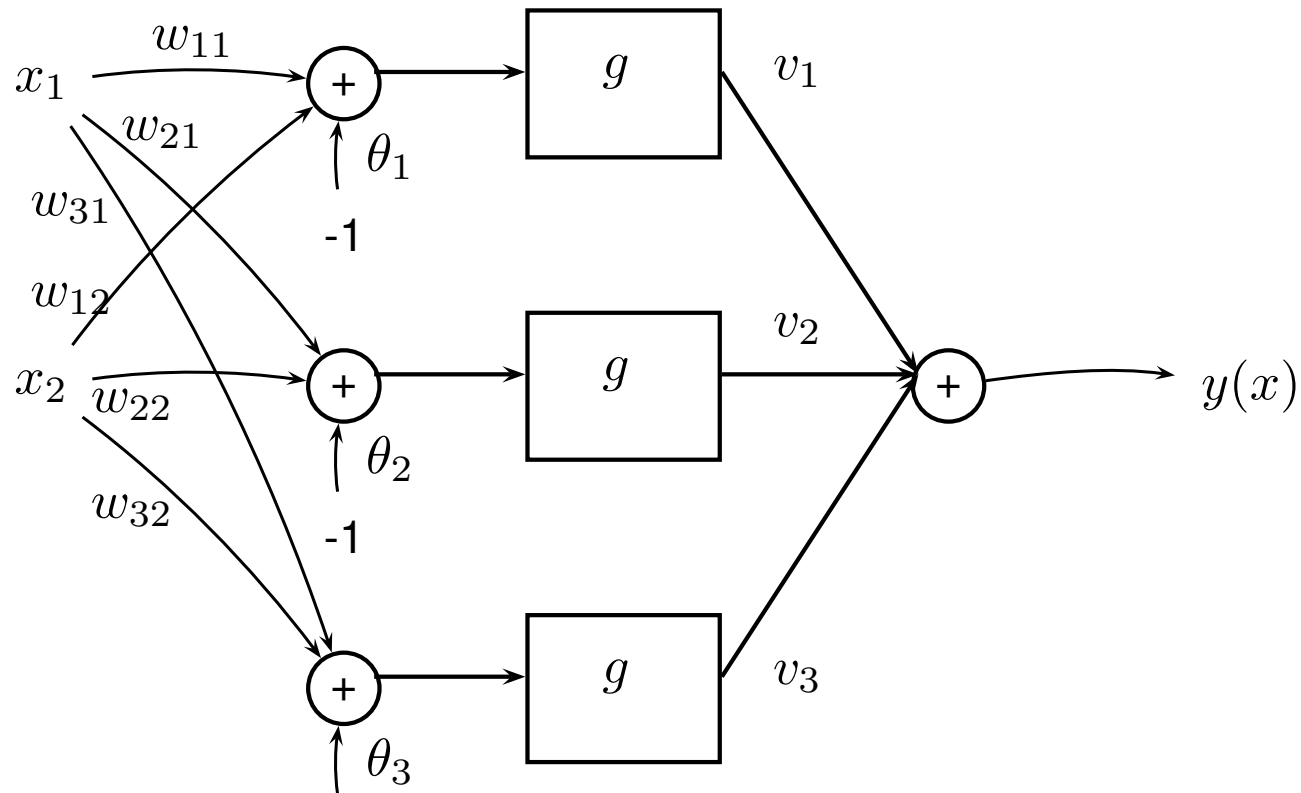 w₁₁
x₁ + g v₁
w₂₁
θ₁
w₃₁
-1
w₁₂
v₂
x₂ + g + y(x)
w₂₂
θ₂
w₃₂
-1
+ g v₃
θ₃